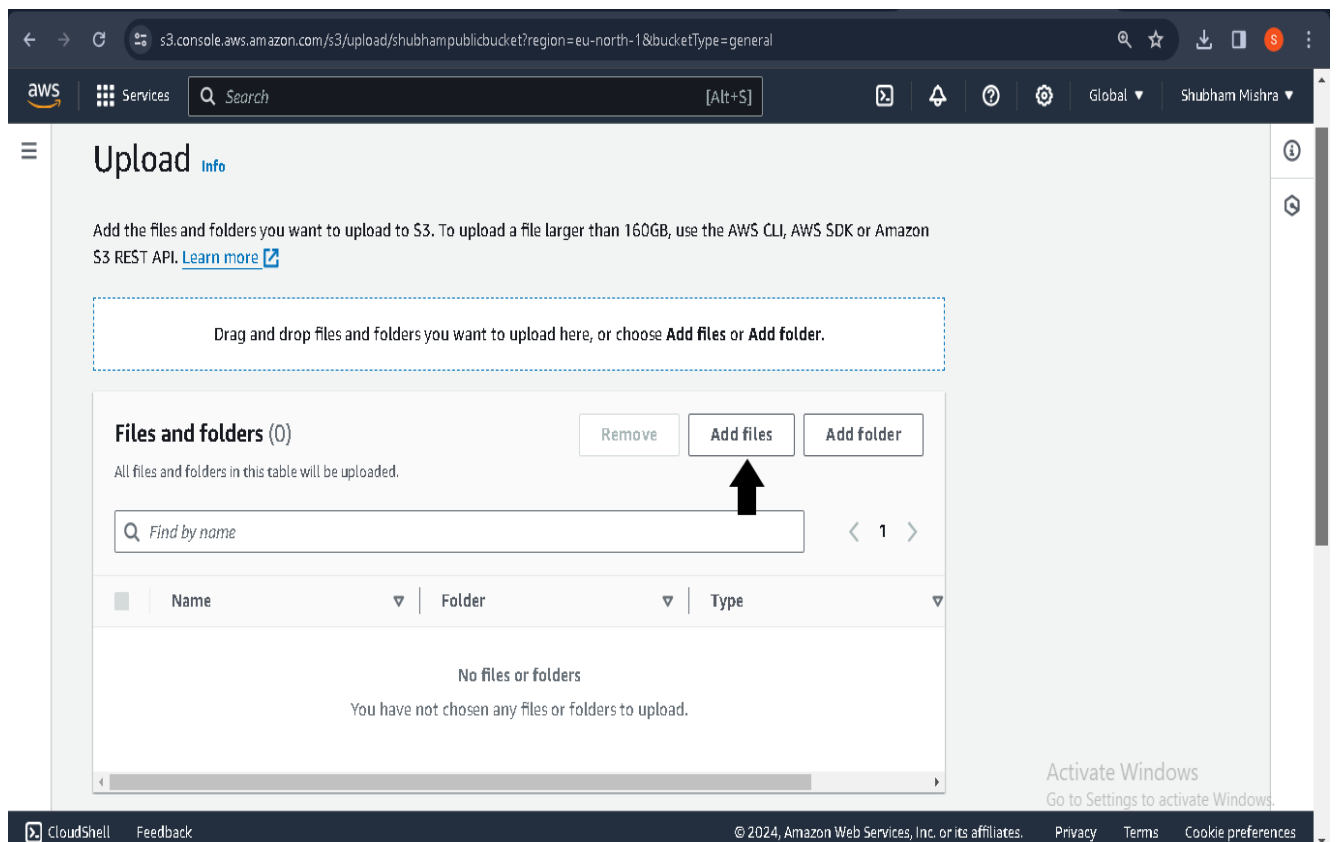 s3.console.aws.amazon.com/s3/upload/shubhampublicbucket?region=eu-north-1&bucketType=general
S
aws
Services
Search
[Alt+S]
Global
Shubham Mishra
Upload Info
Add the files and folders you want to upload to S3. To upload a file larger than 160GB, use the AWS CLI, AWS SDK or Amazon
S3 REST API. Learn more
Drag and drop files and folders you want to upload here, or choose Add files or Add folder.
Files and folders (0)
Remove
Add files
Add folder
All files and folders in this table will be uploaded.
Find by name
1
Name
Folder
Type
No files or folders
You have not chosen any files or folders to upload.
Activate Windows
Go to Settings to activate Windows.
CloudShell
Feedback
© 2024, Amazon Web Services, Inc. or its affiliates.
Privacy
Terms
Cookie preferences